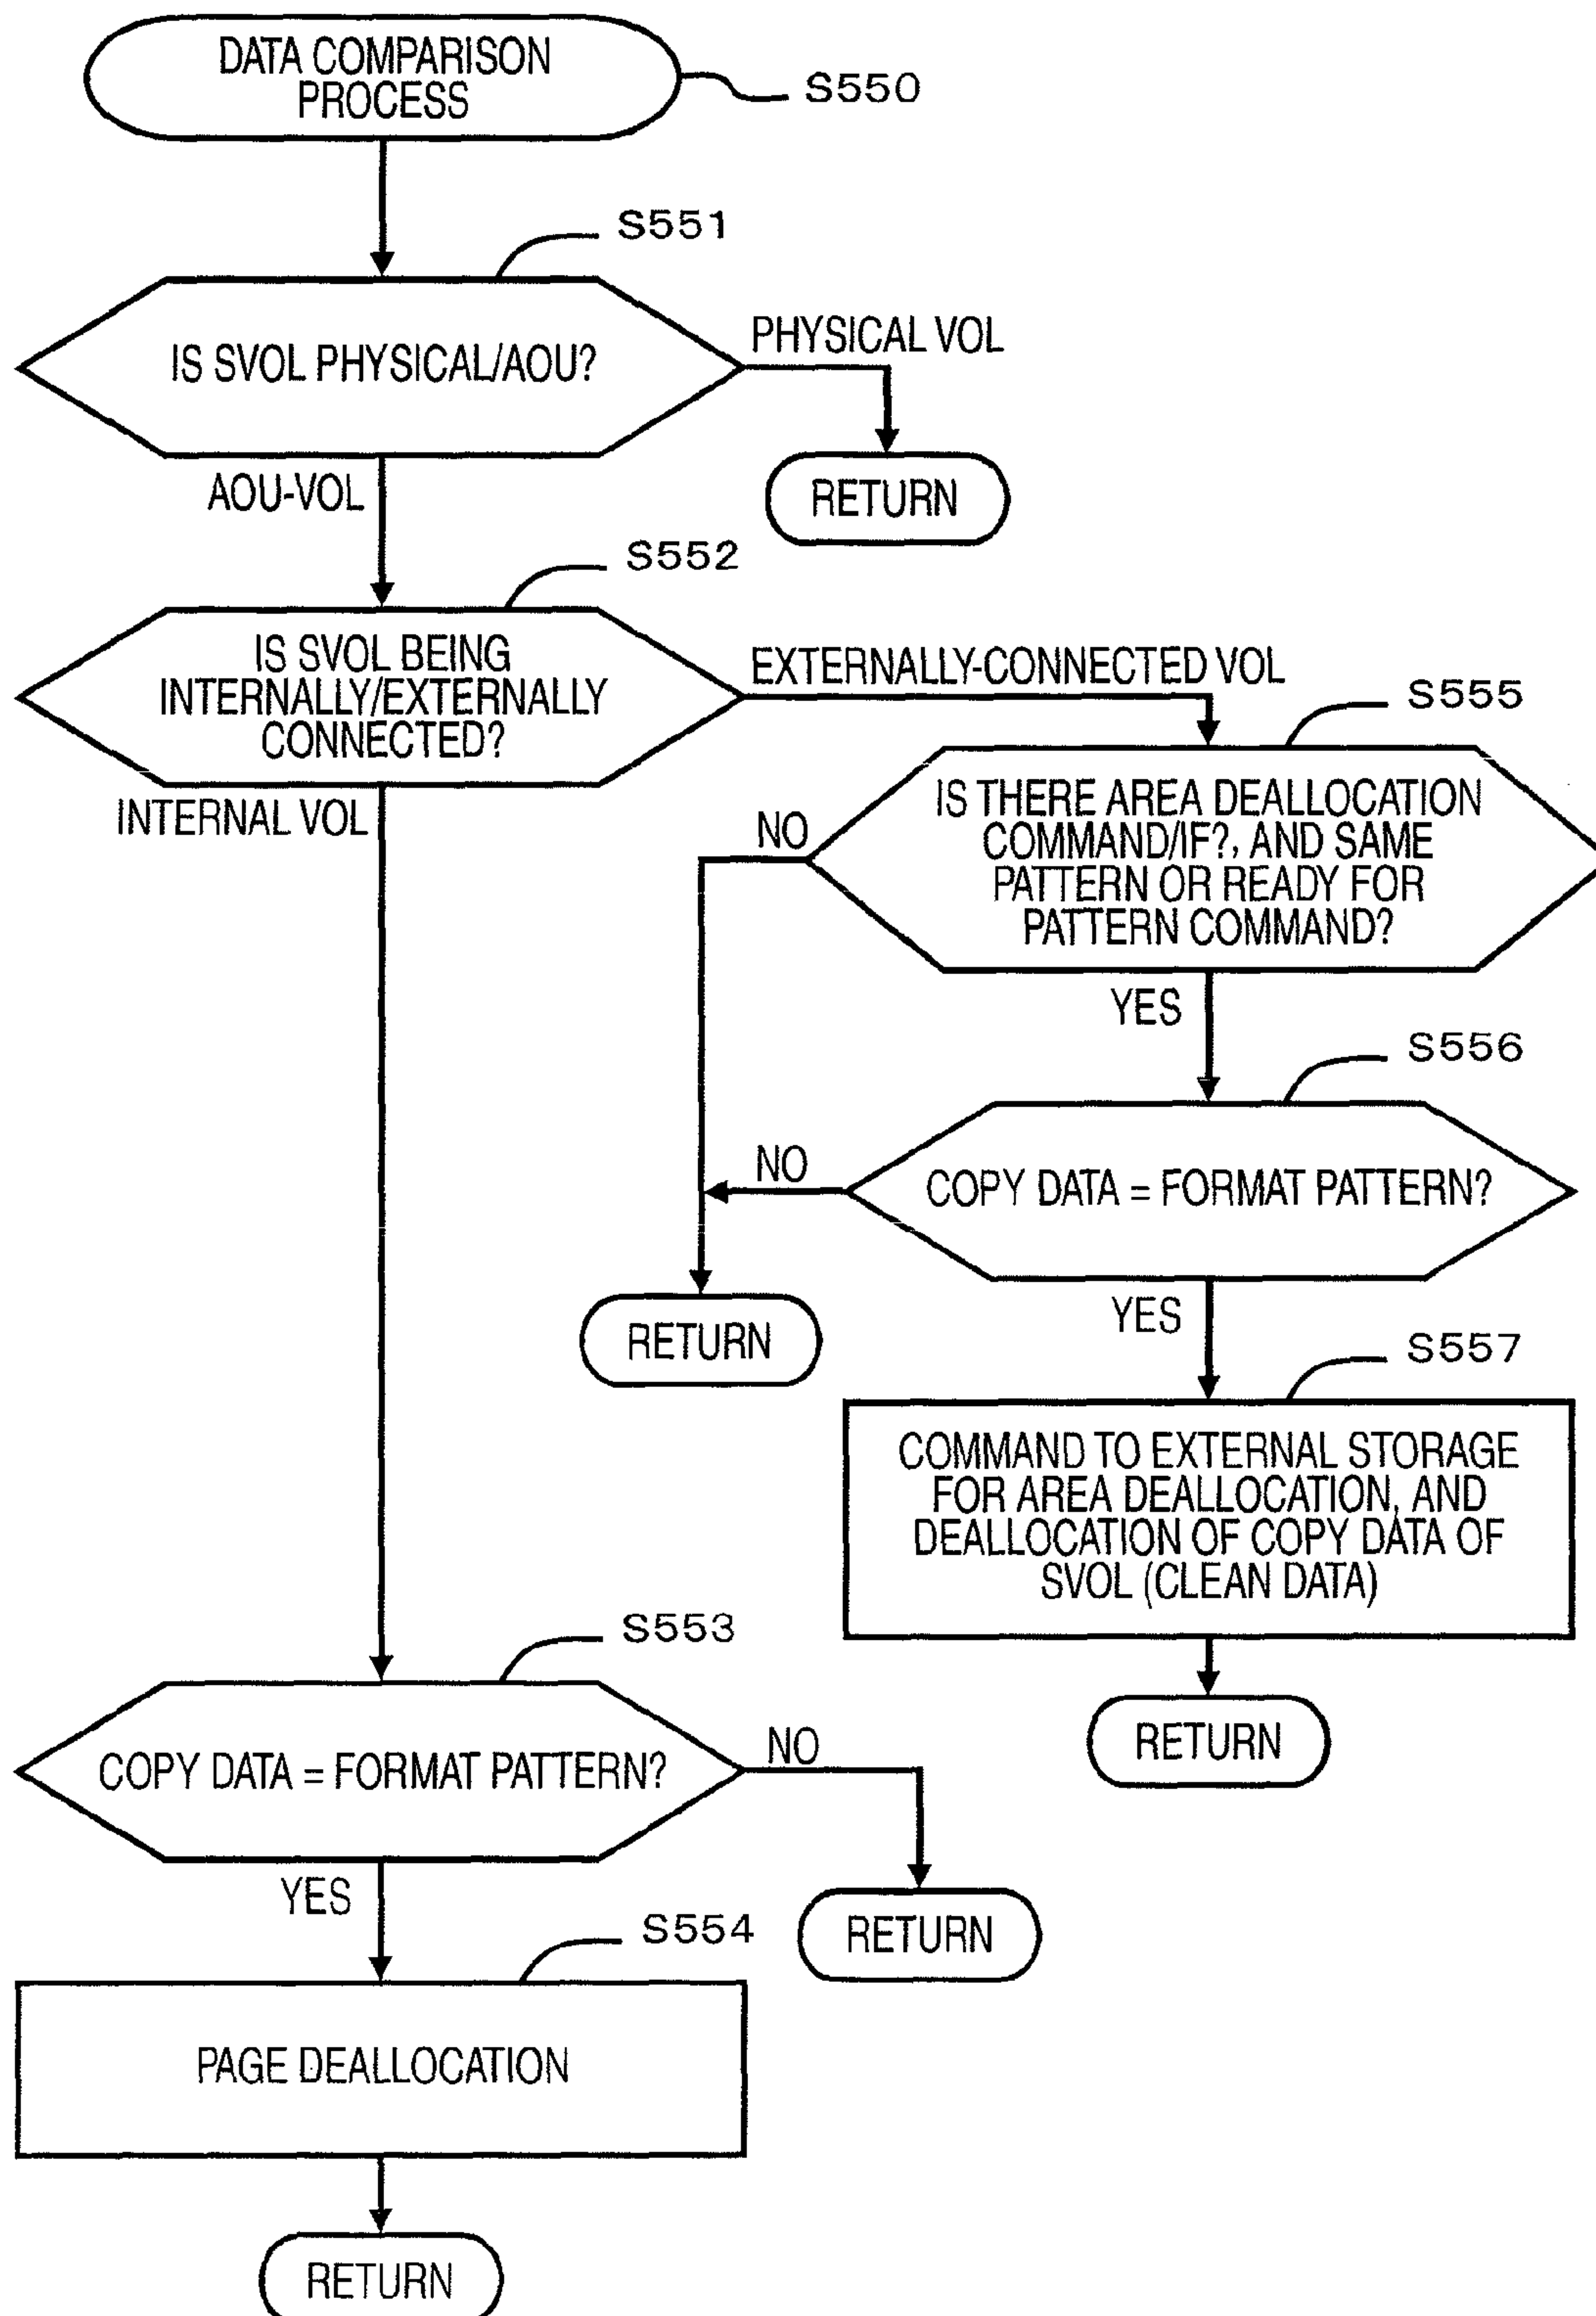 DATA COMPARISON
PROCESS
S550
S551
IS SVOL PHYSICAL/AOU?
PHYSICAL VOL
RETURN
AOU-VOL
S552
IS SVOL BEING
INTERNALLY/EXTERNALLY
CONNECTED?
EXTERNALLY-CONNECTED VOL
INTERNAL VOL
S555
IS THERE AREA DEALLOCATION
COMMAND/IF?, AND SAME
PATTERN OR READY FOR
PATTERN COMMAND?
NO
YES
S556
COPY DATA = FORMAT PATTERN?
NO
RETURN
YES
S557
COMMAND TO EXTERNAL STORAGE
FOR AREA DEALLOCATION, AND
DEALLOCATION OF COPY DATA OF
SVOL (CLEAN DATA)
RETURN
S553
COPY DATA = FORMAT PATTERN?
NO
RETURN
YES
S554
PAGE DEALLOCATION
RETURN